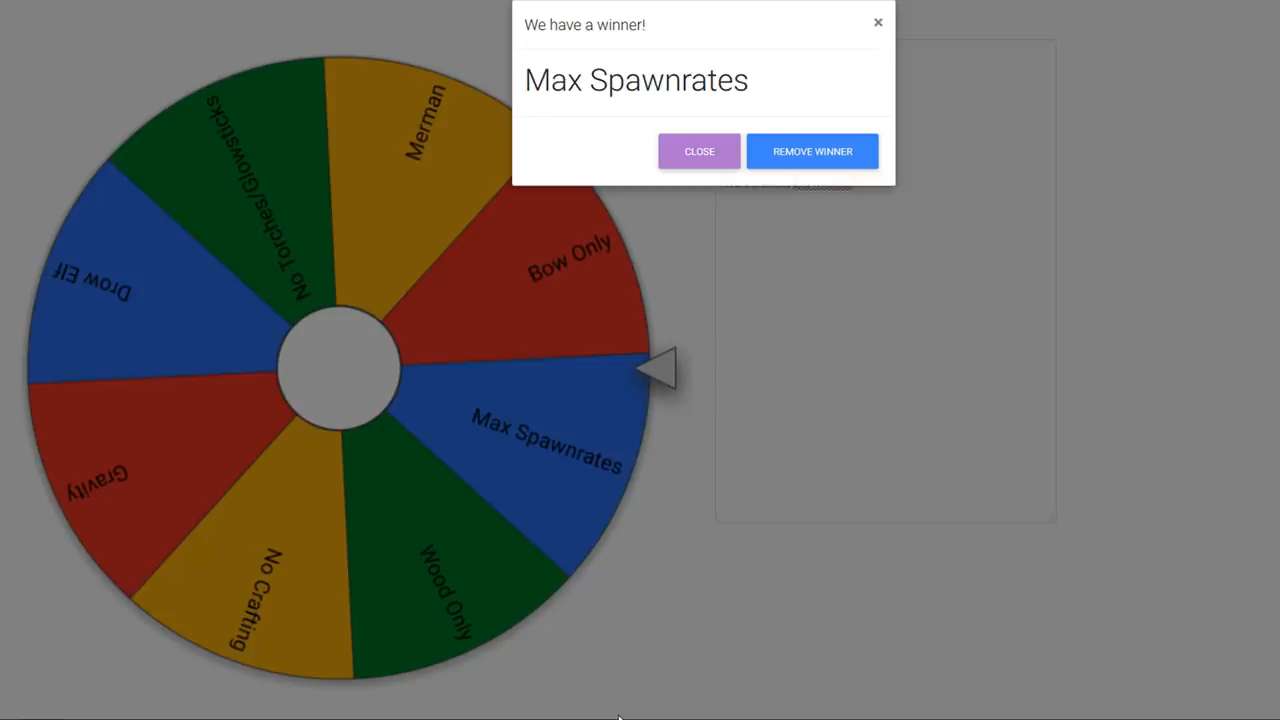 We have a winner!
×
Max Spawnrates
CLOSE
REMOVE WINNER
Merman
No Torches/Glowsticks
Bow Only
Drow Elf
Max Spawnrates
Gravity
No Crafting
Wood Only